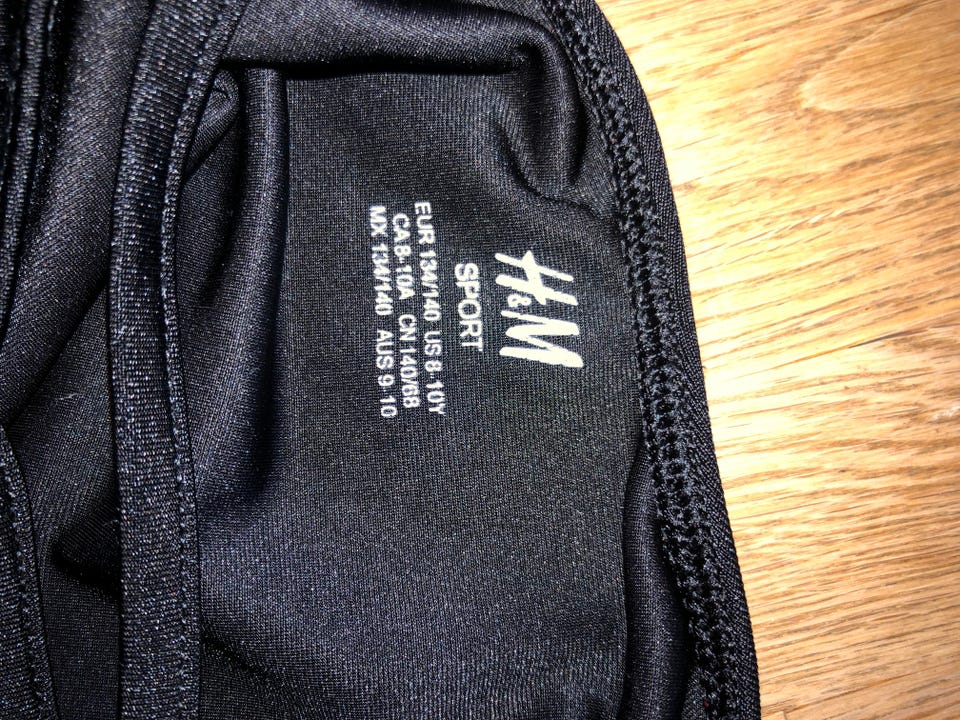 H&M
SPORT
EUR 134/140 US 8-10Y
CA 8-10A CN 140/68
MX 134/140 AUS 9-10